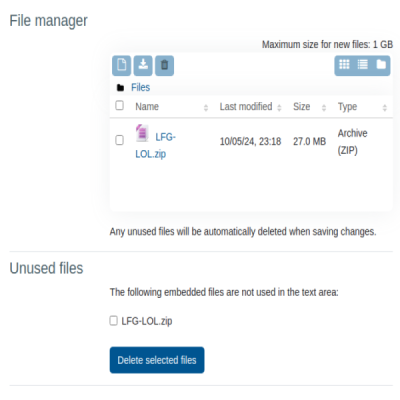 File manager
Maximum size for new files: 1 GB
Files
Name Last modified Size Type
LFG-
LOL.zip
10/05/24, 23:18 27.0 MB
Archive
(ZIP)
Any unused files will be automatically deleted when saving changes.
Unused files
The following embedded files are not used in the text area:
LFG-LOL.zip
Delete selected files